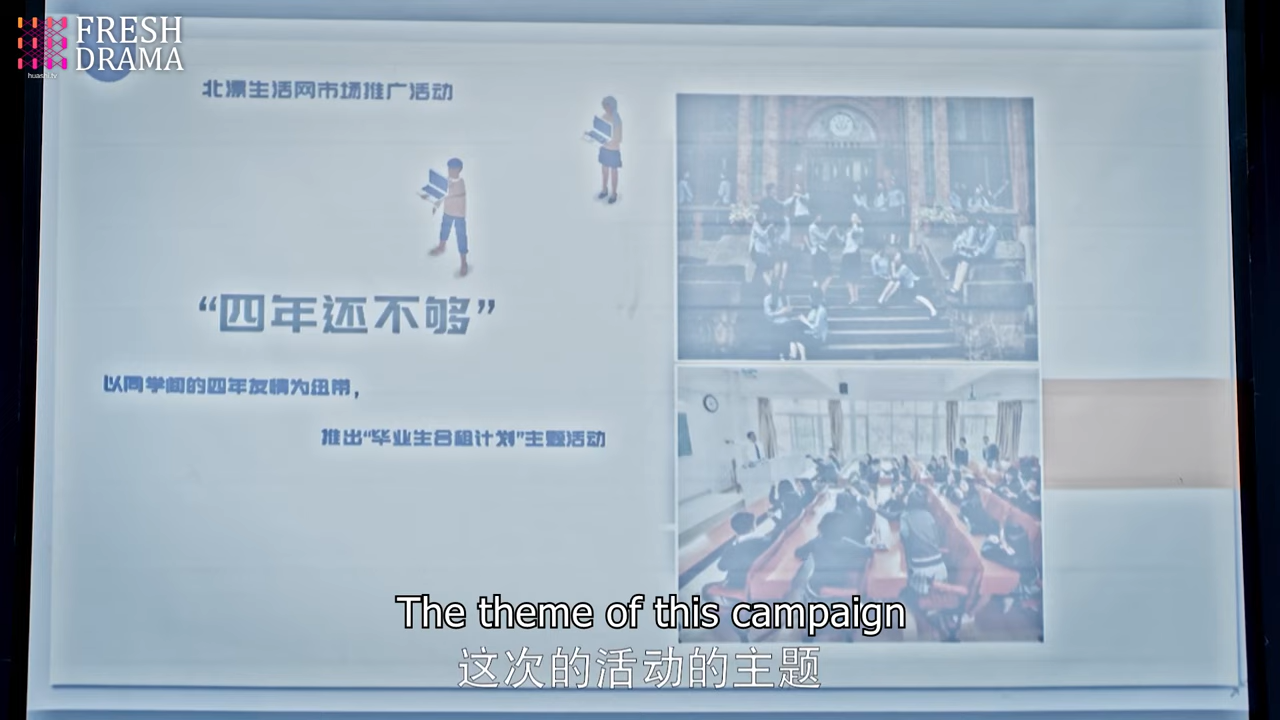 FRESH
DRAMA
huashi.tv
北漂生活网市场推广活动
“四年还不够”
以同学间的四年友情为纽带，
推出“毕业生合租计划”主题活动
The theme of this campaign
这次的活动的主题